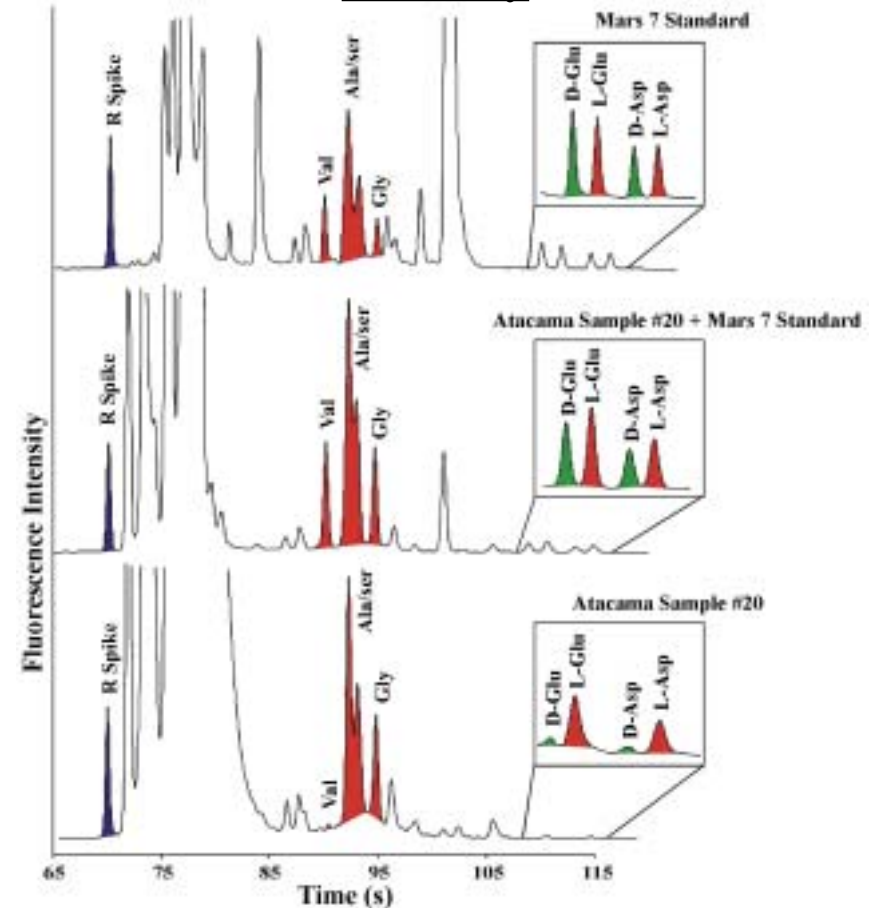 Mars 7 Standard
R Spike
Val
Ala/ser
Gly
D-Glu
L-Glu
D-Asp
L-Asp
Atacama Sample #20 + Mars 7 Standard
R Spike
Val
Ala/ser
Gly
D-Glu
L-Glu
D-Asp
L-Asp
Atacama Sample #20
R Spike
Val
Ala/ser
Gly
D-Glu
L-Glu
D-Asp
L-Asp
Fluorescence Intensity
65 75 85 95 105 115
Time (s)